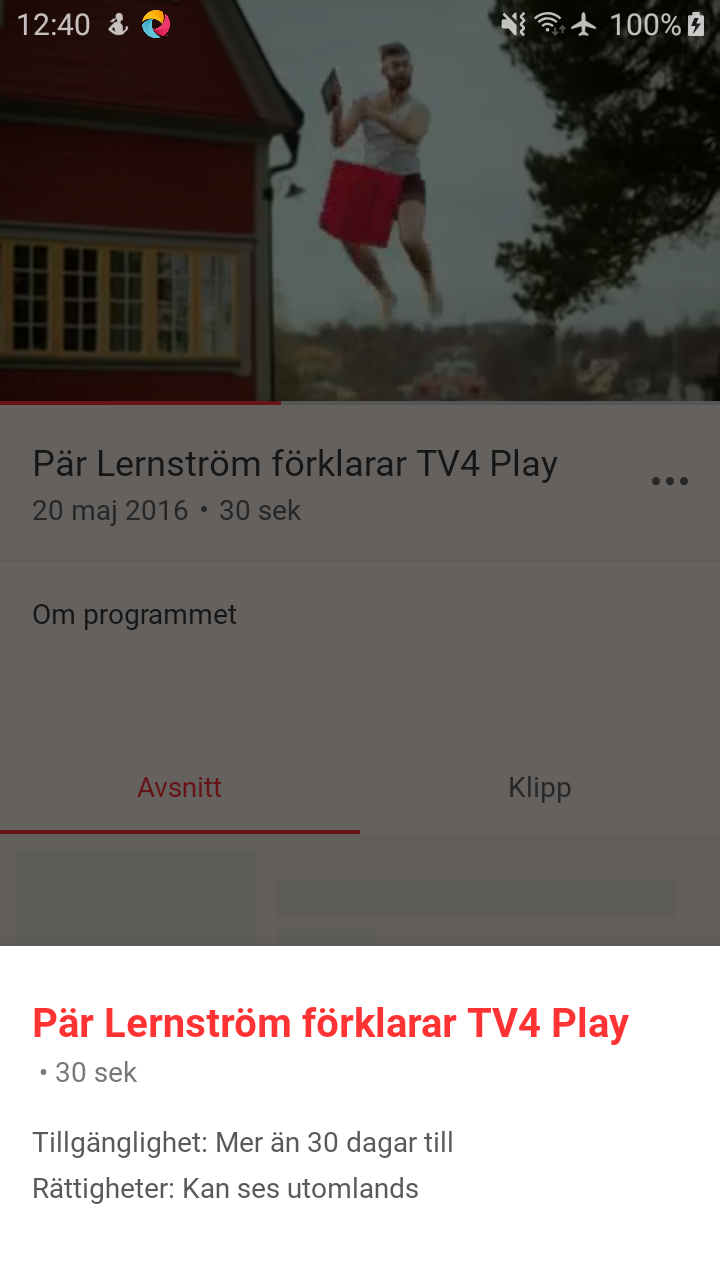 12:40
100%
Pär Lernström förklarar TV4 Play
20 maj 2016 • 30 sek
Om programmet
Avsnitt
Klipp
Pär Lernström förklarar TV4 Play
• 30 sek
Tillgänglighet: Mer än 30 dagar till
Rättigheter: Kan ses utomlands